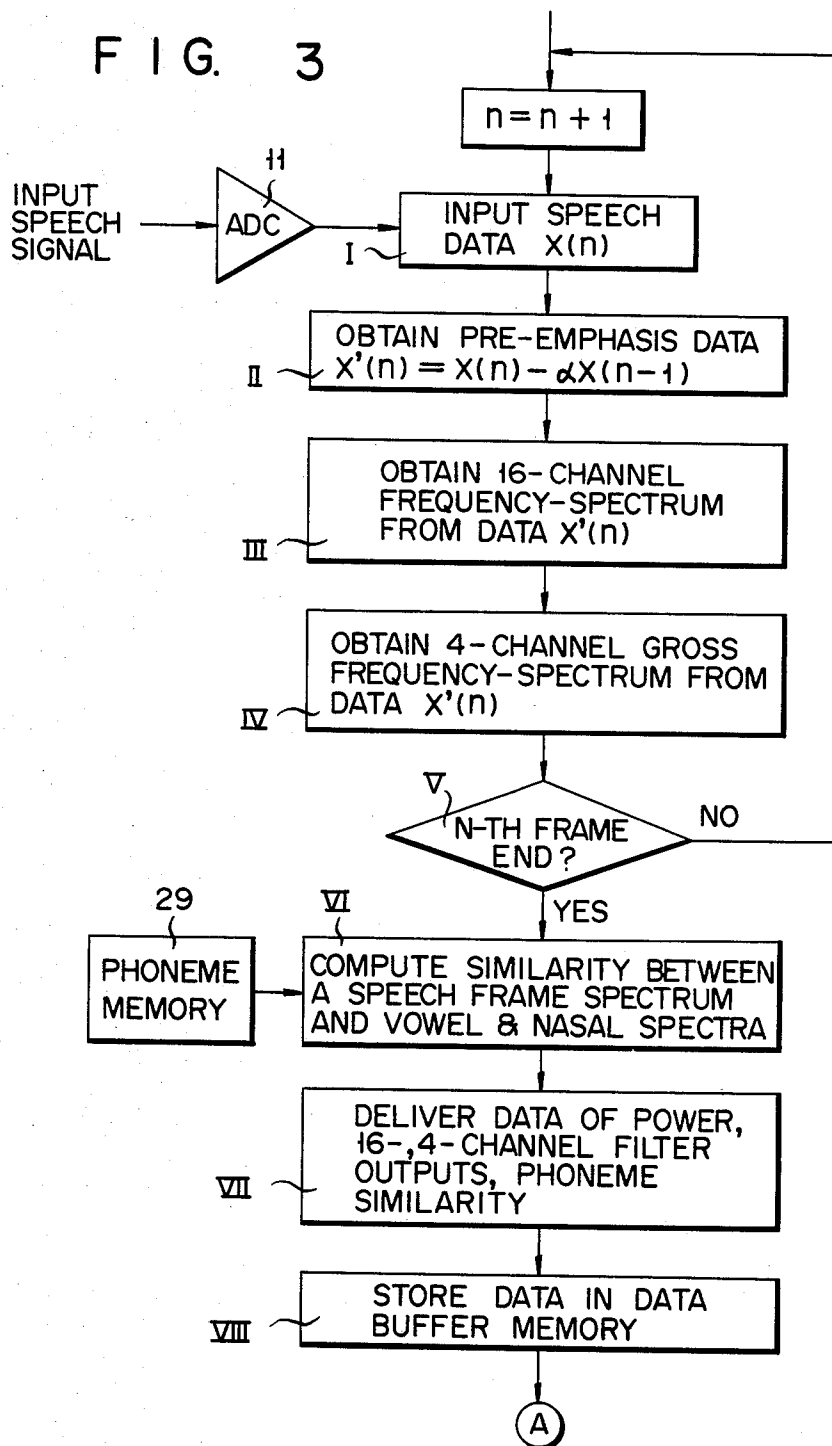 FIG. 3
n = n + 1
11
INPUT
SPEECH
SIGNAL
ADC
INPUT SPEECH
DATA X(n)
I
OBTAIN PRE-EMPHASIS DATA
X'(n) = X(n) - αX(n-1)
II
OBTAIN 16-CHANNEL
FREQUENCY-SPECTRUM
FROM DATA X'(n)
III
OBTAIN 4-CHANNEL GROSS
FREQUENCY-SPECTRUM FROM
DATA X'(n)
IV
V
N-TH FRAME
END?
NO
YES
29
VI
PHONEME
MEMORY
COMPUTE SIMILARITY BETWEEN
A SPEECH FRAME SPECTRUM
AND VOWEL & NASAL SPECTRA
DELIVER DATA OF POWER,
16-,4-CHANNEL FILTER
OUTPUTS, PHONEME
SIMILARITY
VII
STORE DATA IN DATA
BUFFER MEMORY
VIII
A